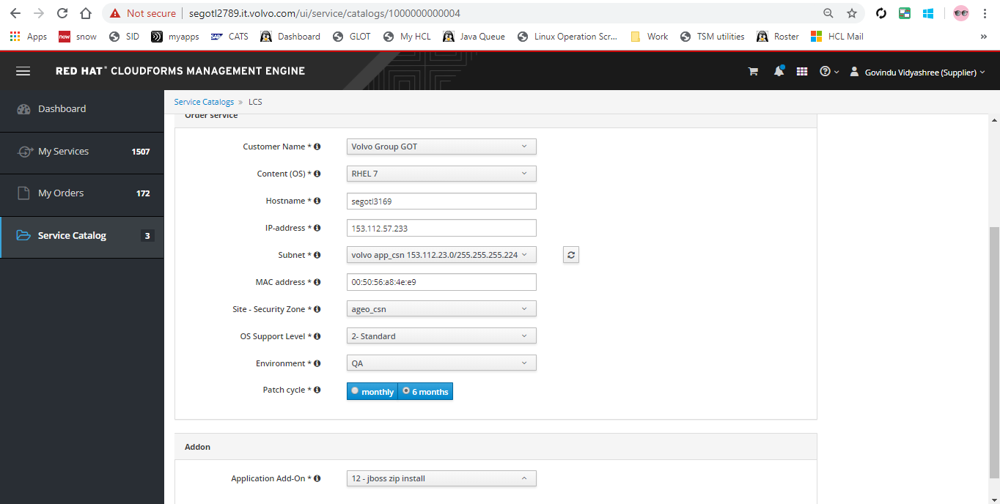 Not secure | segotl2789.it.volvo.com/ui/service/catalogs/1000000000004
Apps now snow SID myapps SAP CATS Dashboard GLOT My HCL Java Queue Linux Operation Scr... Work TSM utilities Roster HCL Mail »
RED HAT® CLOUDFORMS MANAGEMENT ENGINE
Govindu Vidyashree (Supplier)
Dashboard
My Services 1507
My Orders 172
Service Catalog 3
Service Catalogs » LCS
Order service
Customer Name * Volvo Group GOT
Content (OS) * RHEL 7
Hostname * segotl3169
IP-address * 153.112.57.233
Subnet * volvo app_csn 153.112.23.0/255.255.255.224
MAC address * 00:50:56:a8:4e:e9
Site - Security Zone * ageo_csn
OS Support Level * 2- Standard
Environment * QA
Patch cycle * monthly 6 months
Addon
Application Add-On * 12 - jboss zip install